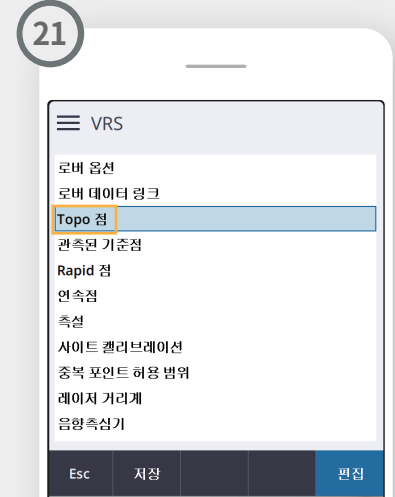 21
VRS
로버 옵션
로버 데이터 링크
Topo 점
관측된 기준점
Rapid 점
연속점
측설
사이트 캘리브레이션
중복 포인트 허용 범위
레이저 거리계
음향측심기
Esc 저장 편집